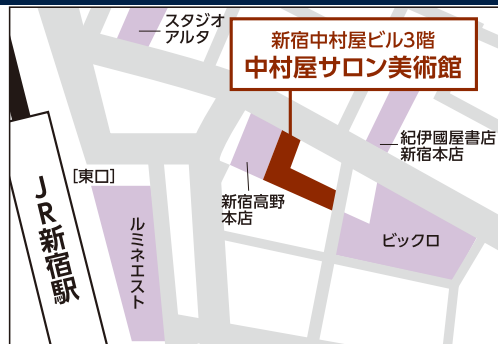 スタジオ
アルタ
新宿中村屋ビル3階
中村屋サロン美術館
紀伊國屋書店
新宿本店
[東口]
新宿高野
本店
JR新宿駅
ルミネエスト
ビックロ